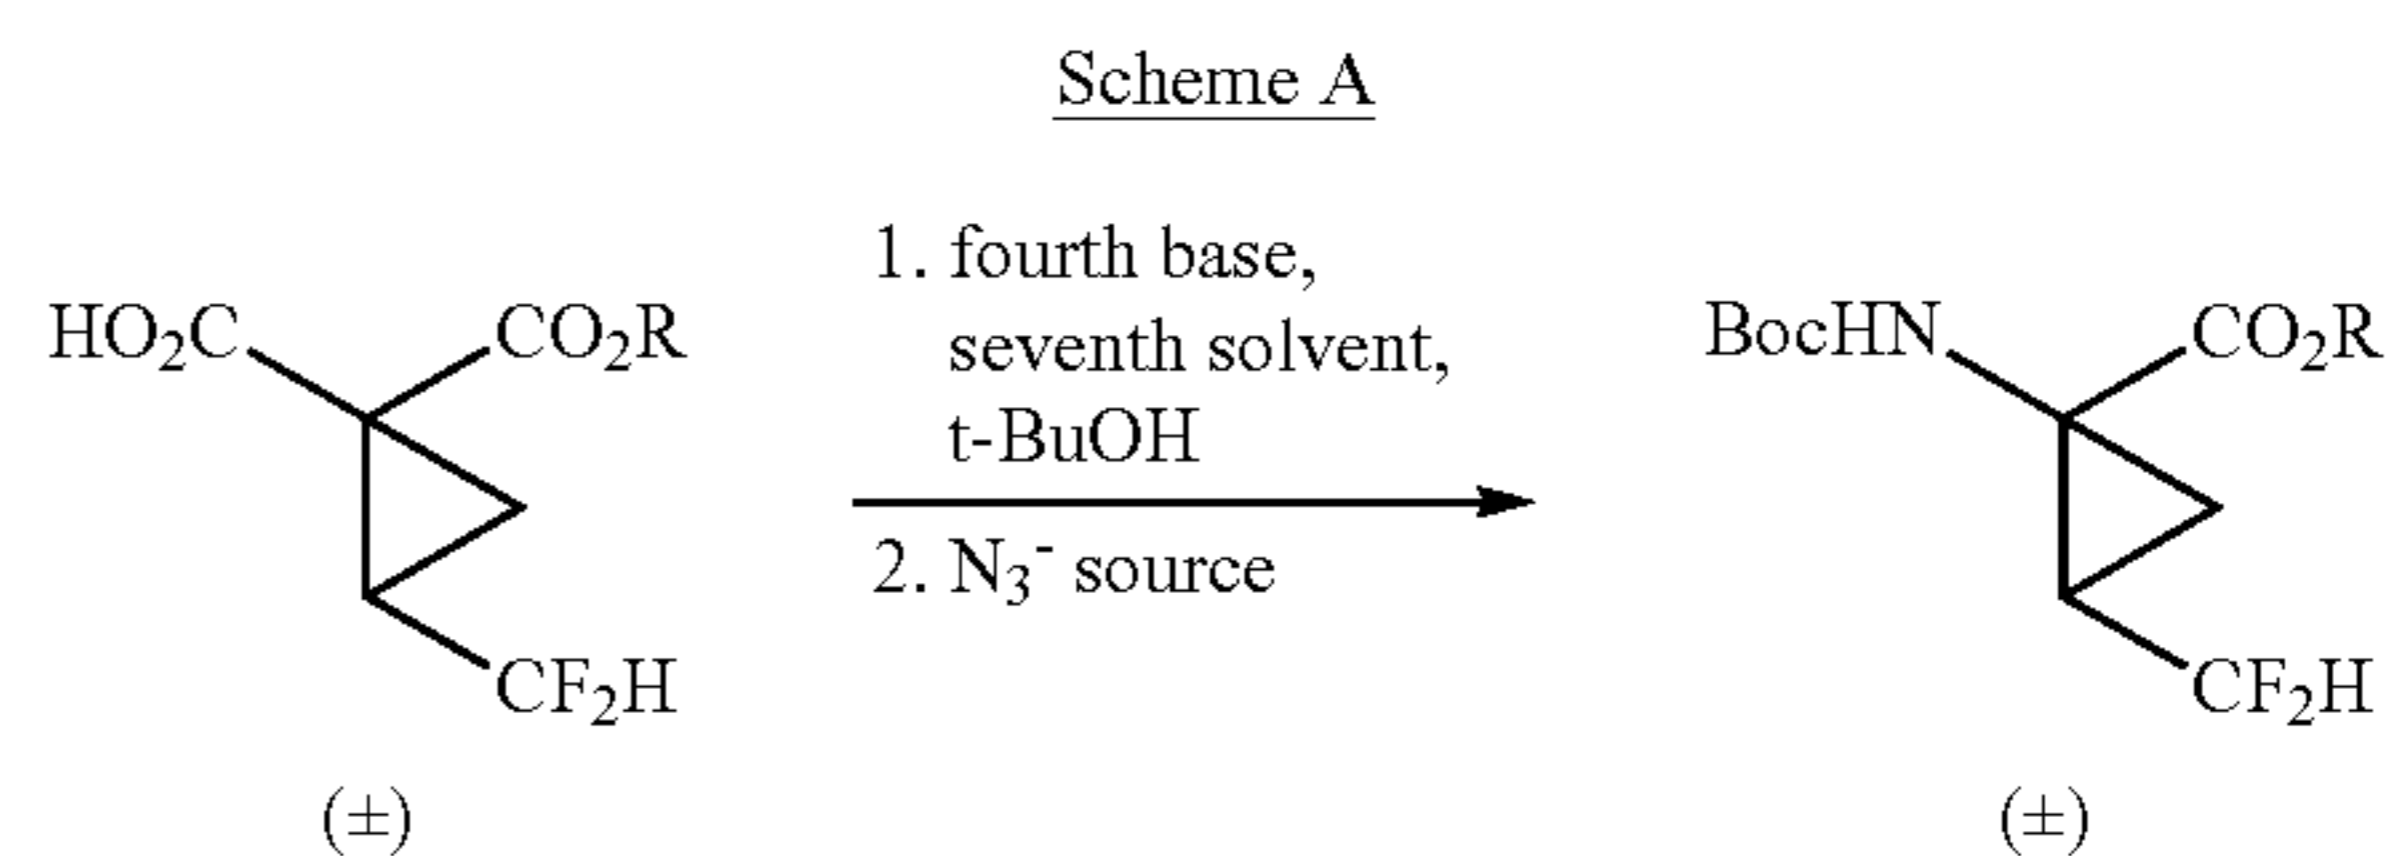 Scheme A
HO₂C
CO₂R
CF₂H
(±)
1. fourth base,
seventh solvent,
t-BuOH
2. N₃⁻ source
BocHN
CO₂R
CF₂H
(±)